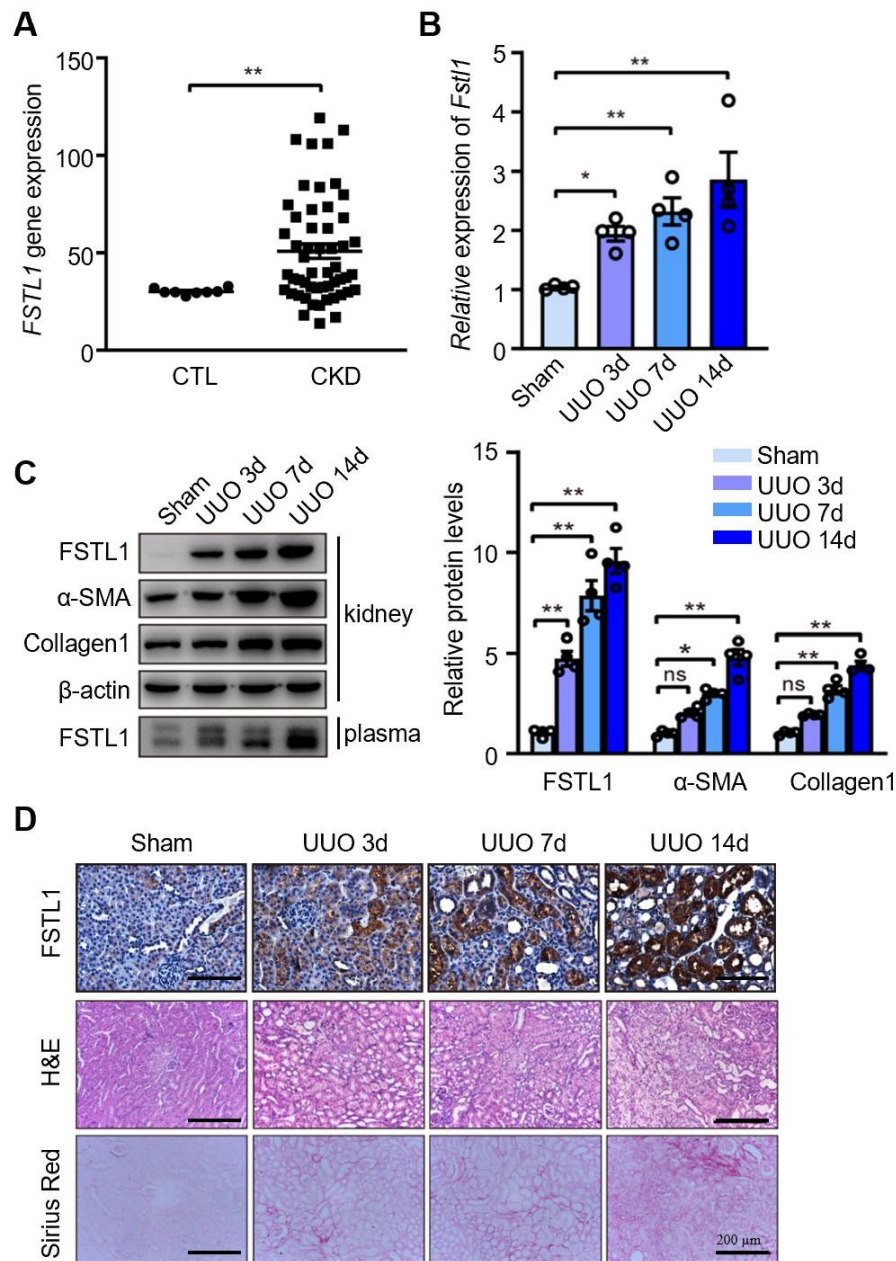 A
FSTL1 gene expression
150
100
50
0
**
CTL
CKD
B
Relative expression of Fstl1
5
4
3
2
1
0
**
**
*
Sham
UUO 3d
UUO 7d
UUO 14d
C
Sham
UUO 3d
UUO 7d
UUO 14d
FSTL1
α-SMA
Collagen1
β-actin
kidney
FSTL1
plasma
Relative protein levels
15
10
5
0
Sham
UUO 3d
UUO 7d
UUO 14d
**
**
**
**
*
ns
**
**
ns
FSTL1
α-SMA
Collagen1
D
Sham
UUO 3d
UUO 7d
UUO 14d
FSTL1
H&E
Sirius Red
200 μm